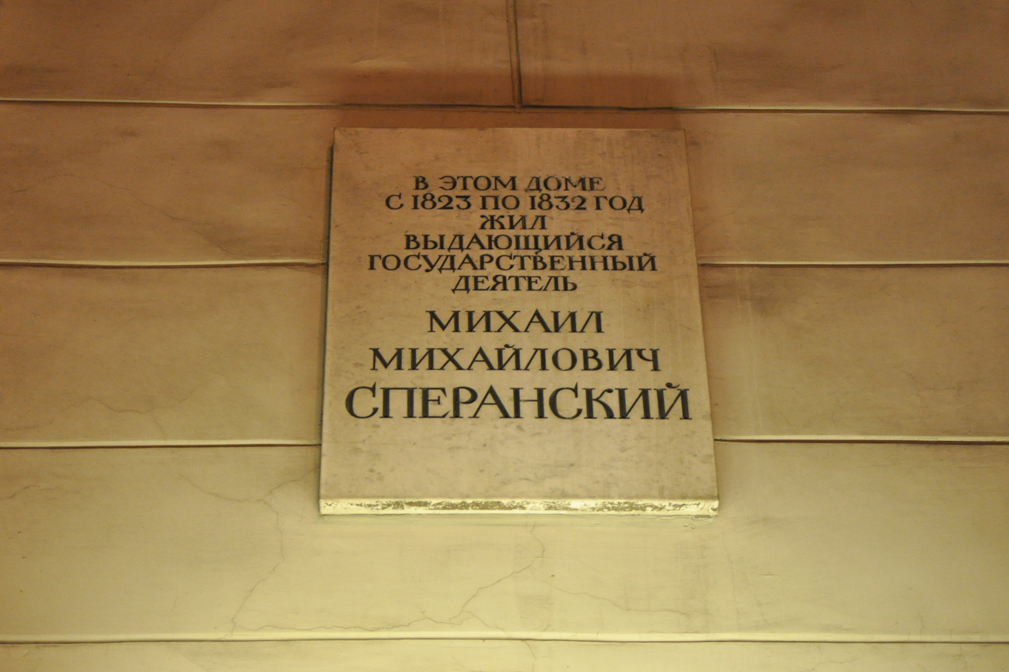 В ЭТОМ ДОМЕ
С 1823 ПО 1832 ГОД
ЖИЛ
ВЫДАЮЩИЙСЯ
ГОСУДАРСТВЕННЫЙ
ДЕЯТЕЛЬ
МИХАИЛ
МИХАЙЛОВИЧ
СПЕРАНСКИЙ